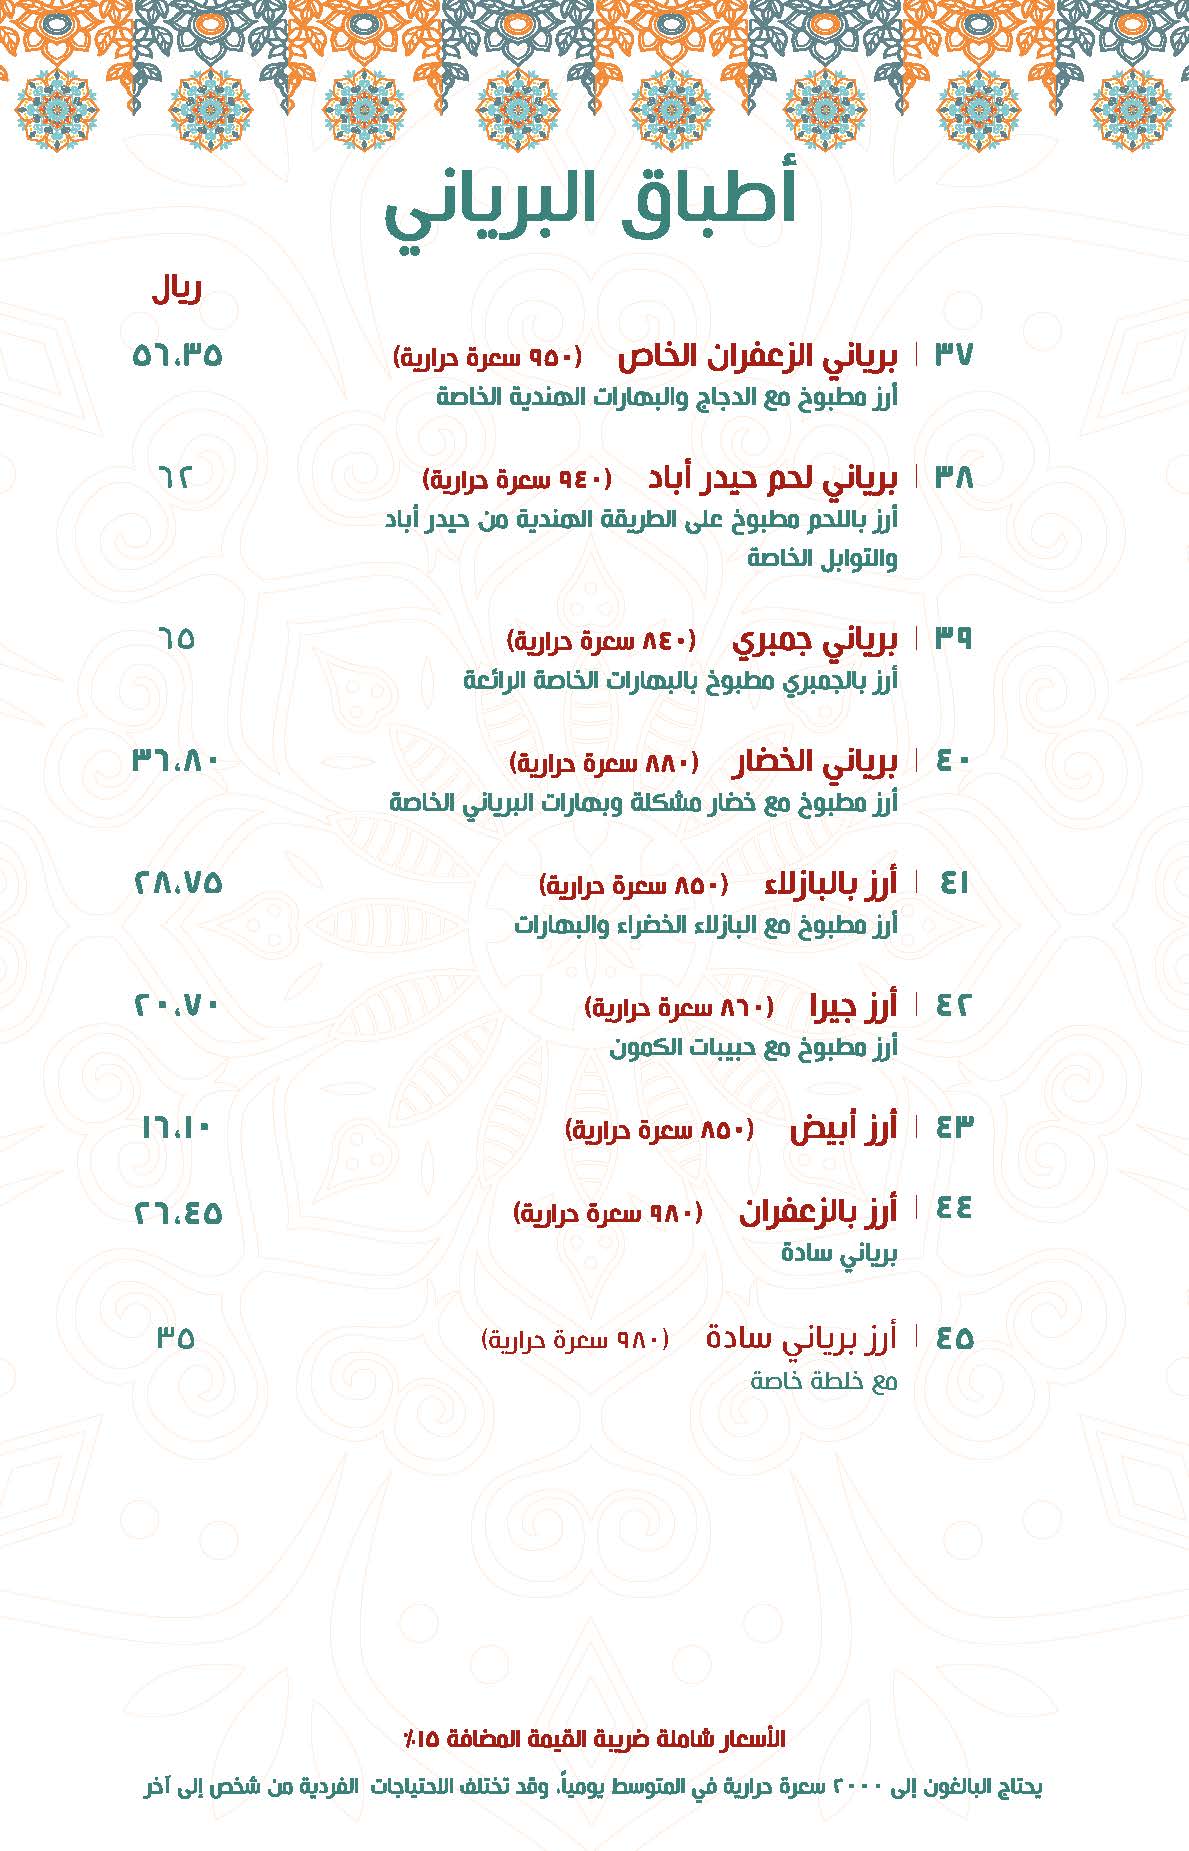 أطباق البرياني
ريال
٣٧ | برياني الزعفران الخاص (٩٥٠ سعرة حرارية) ٥٦،٣٥
أرز مطبوخ مع الدجاج والبهارات الهندية الخاصة
٣٨ | برياني لحم حيدر أباد (٩٤٠ سعرة حرارية) ٦٢
أرز باللحم مطبوخ على الطريقة الهندية من حيدر أباد
والتوابل الخاصة
٣٩ | برياني جمبري (٨٤٠ سعرة حرارية) ٦٥
أرز بالجمبري مطبوخ بالبهارات الخاصة الرائعة
٤٠ | برياني الخضار (٨٨٠ سعرة حرارية) ٣٦،٨٠
أرز مطبوخ مع خضار مشكلة وبهارات البرياني الخاصة
٤١ | أرز بالبازلاء (٨٥٠ سعرة حرارية) ٢٨،٧٥
أرز مطبوخ مع البازلاء الخضراء والبهارات
٤٢ | أرز جيرا (٨٦٠ سعرة حرارية) ٢٠،٧٠
أرز مطبوخ مع حبيبات الكمون
٤٣ | أرز أبيض (٨٥٠ سعرة حرارية) ١٦،١٠
٤٤ | أرز بالزعفران (٩٨٠ سعرة حرارية) ٢٦،٤٥
برياني سادة
٤٥ | أرز برياني سادة (٩٨٠ سعرة حرارية) ٣٥
مع خلطة خاصة
الأسعار شاملة ضريبة القيمة المضافة ١٥٪
يحتاج البالغون إلى ٢٠٠٠ سعرة حرارية في المتوسط يومياً، وقد تختلف الاحتياجات الفردية من شخص إلى آخر